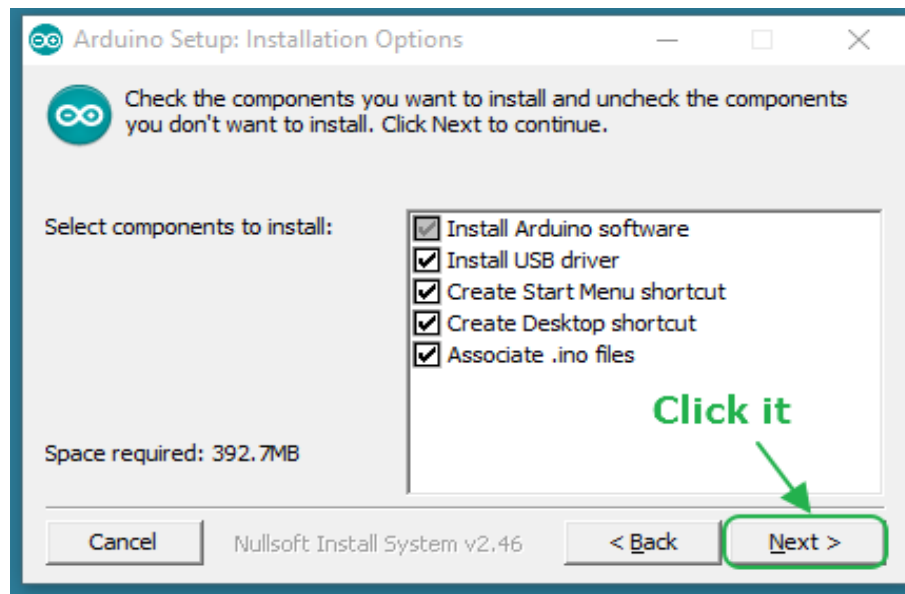 Arduino Setup: Installation Options
Check the components you want to install and uncheck the components
you don't want to install. Click Next to continue.
Select components to install:
Install Arduino software
Install USB driver
Create Start Menu shortcut
Create Desktop shortcut
Associate .ino files
Click it
Space required: 392.7MB
Cancel
Nullsoft Install System v2.46
< Back
Next >